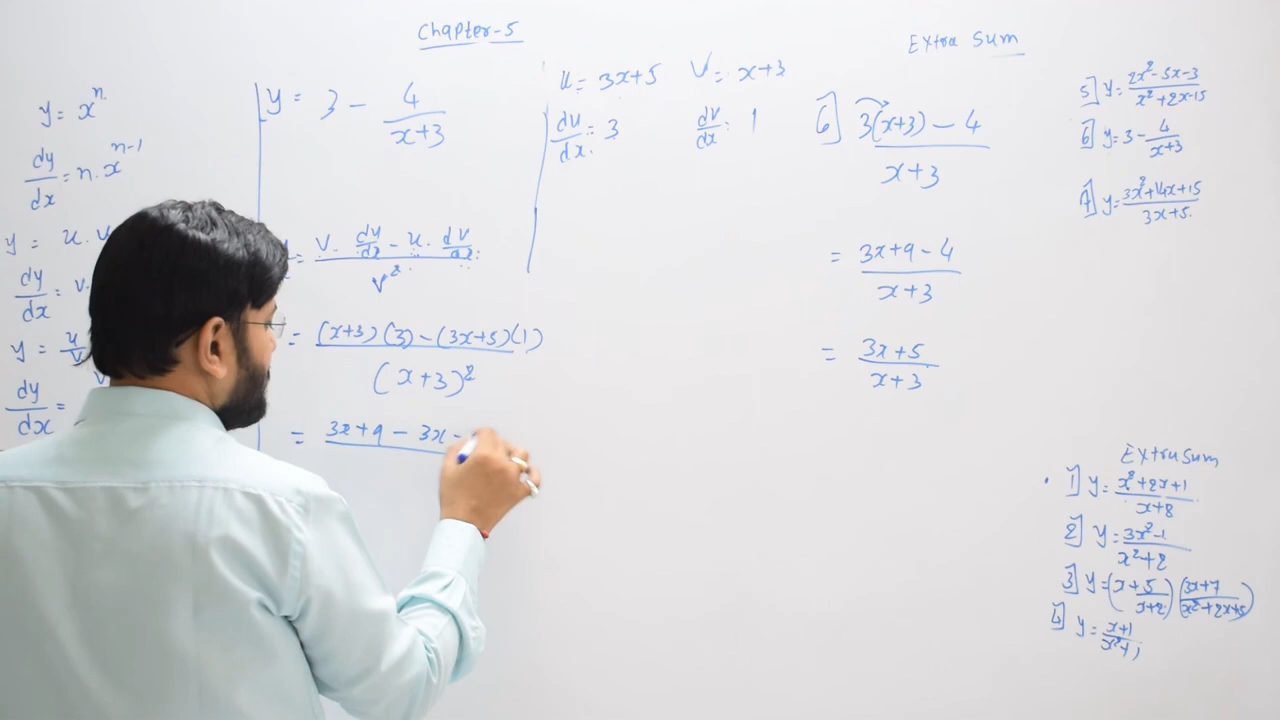 Chapter-5
y = x^n
dy/dx = n.x^(n-1)
y = u.
dy/dx =
y = u/v
dy/dx =
y = 3 - 4/(x+3)
= (v. du/dx - u. dv/dx)/v^2
= ((x+3)(3) - (3x+5)(1))/(x+3)^2
= 3x+9 - 3x -
u = 3x+5 V = x+3
du/dx = 3 dv/dx : 1
Extra Sum
6] (3(x+3) - 4)/(x+3)
= (3x+9-4)/(x+3)
= (3x+5)/(x+3)
5] y = (2x^2-5x-3)/(x^2+2x-15)
6] y = 3 - 4/(x+3)
7] y = (3x^2+14x+15)/(3x+5)
Extra Sum
1] y = (x^2+2x+1)/(x+8)
2] y = (3x^2-1)/(x^2+2)
3] y = (x+5/(x+2)) ((3x+7)/(x^2+2x+5))
4] y = (x+1)/(x^2+1)